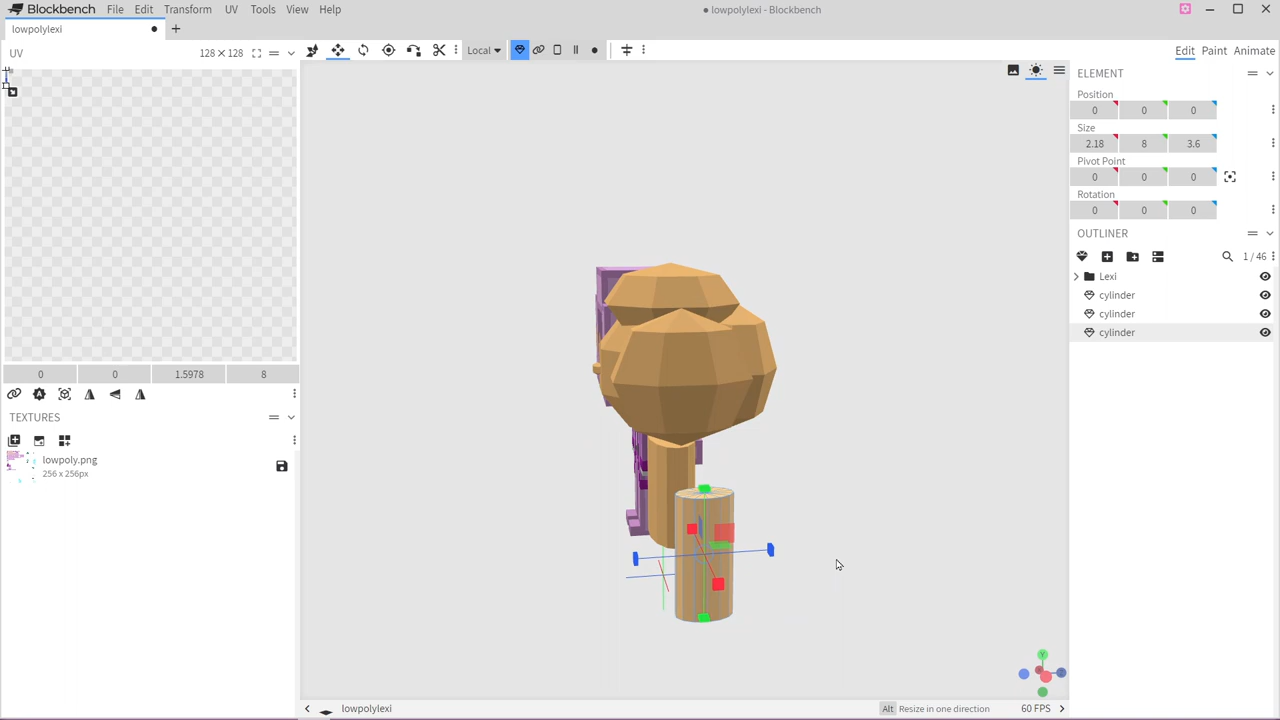 Blockbench File Edit Transform UV Tools View Help
lowpolylexi - Blockbench
lowpolylexi
UV 128 × 128
Local
Edit Paint Animate
ELEMENT
Position
0 0 0
Size
2.18 8 3.6
Pivot Point
0 0 0
Rotation
0 0 0
OUTLINER
1 / 46
Lexi
cylinder
cylinder
cylinder
0 0 1.5978 8
TEXTURES
lowpoly.png
256 x 256px
lowpolylexi
Alt Resize in one direction 60 FPS
Y